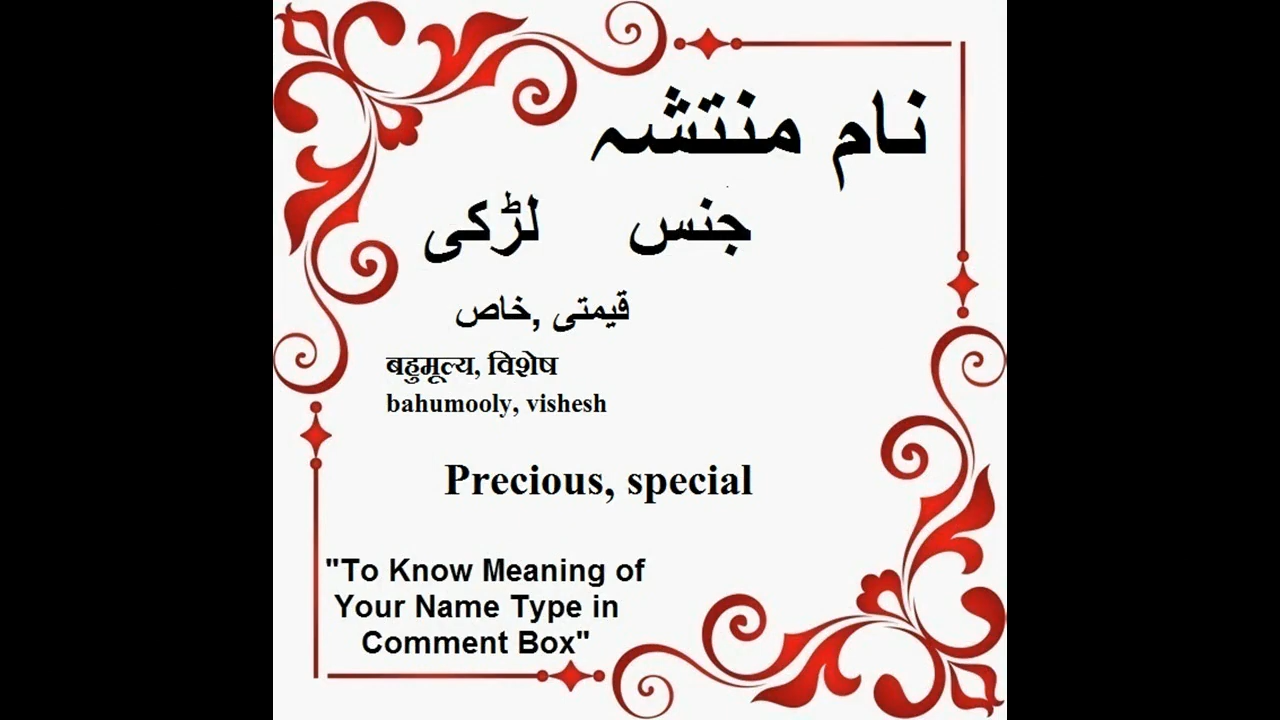 نام منتشہ
جنس لڑکی
قیمتی ,خاص
बहुमूल्य, विशेष
bahumooly, vishesh
Precious, special
"To Know Meaning of
Your Name Type in
Comment Box"